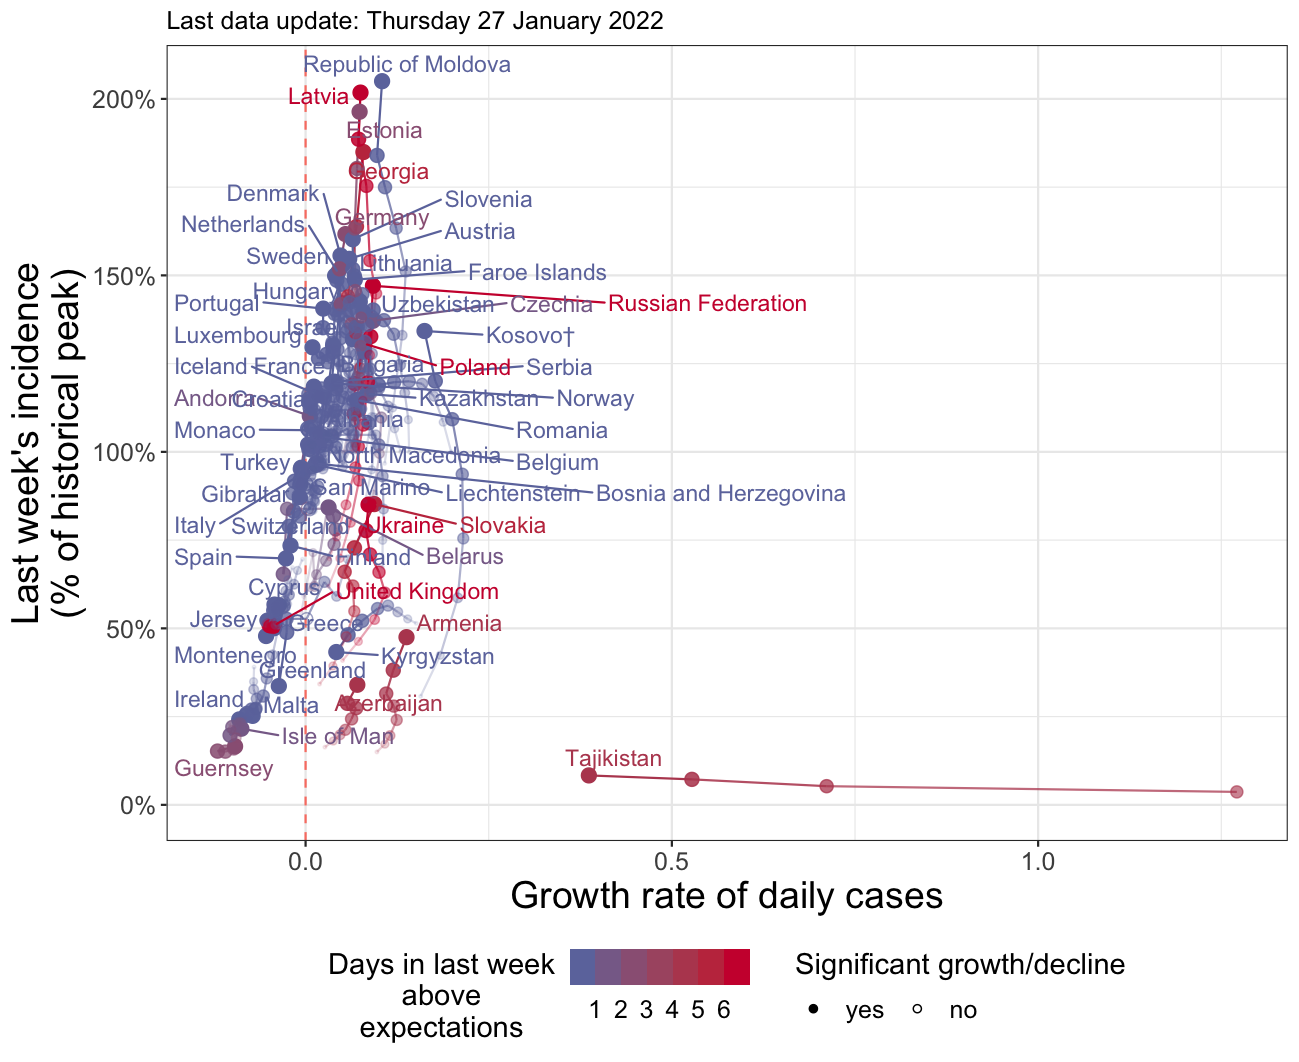 Last data update: Thursday 27 January 2022
Republic of Moldova
Latvia
Estonia
Georgia
Denmark
Slovenia
Germany
Netherlands
Austria
Sweden
Lithuania
Faroe Islands
Hungary
Portugal
Uzbekistan
Czechia
Russian Federation
Israel
Luxembourg
Kosovo†
Iceland
France
Bulgaria
Poland
Serbia
Andorra
Croatia
Kazakhstan
Norway
Monaco
Romania
Turkey
North Macedonia
Belgium
Gibraltar
San Marino
Liechtenstein
Bosnia and Herzegovina
Italy
Switzerland
Ukraine
Slovakia
Spain
Finland
Belarus
Cyprus
United Kingdom
Jersey
Greece
Armenia
Montenegro
Greenland
Kyrgyzstan
Ireland
Malta
Azerbaijan
Isle of Man
Guernsey
Tajikistan
200%
150%
100%
50%
0%
Last week's incidence
(% of historical peak)
0.0
0.5
1.0
Growth rate of daily cases
Days in last week
above
expectations
1 2 3 4 5 6
Significant growth/decline
yes
no